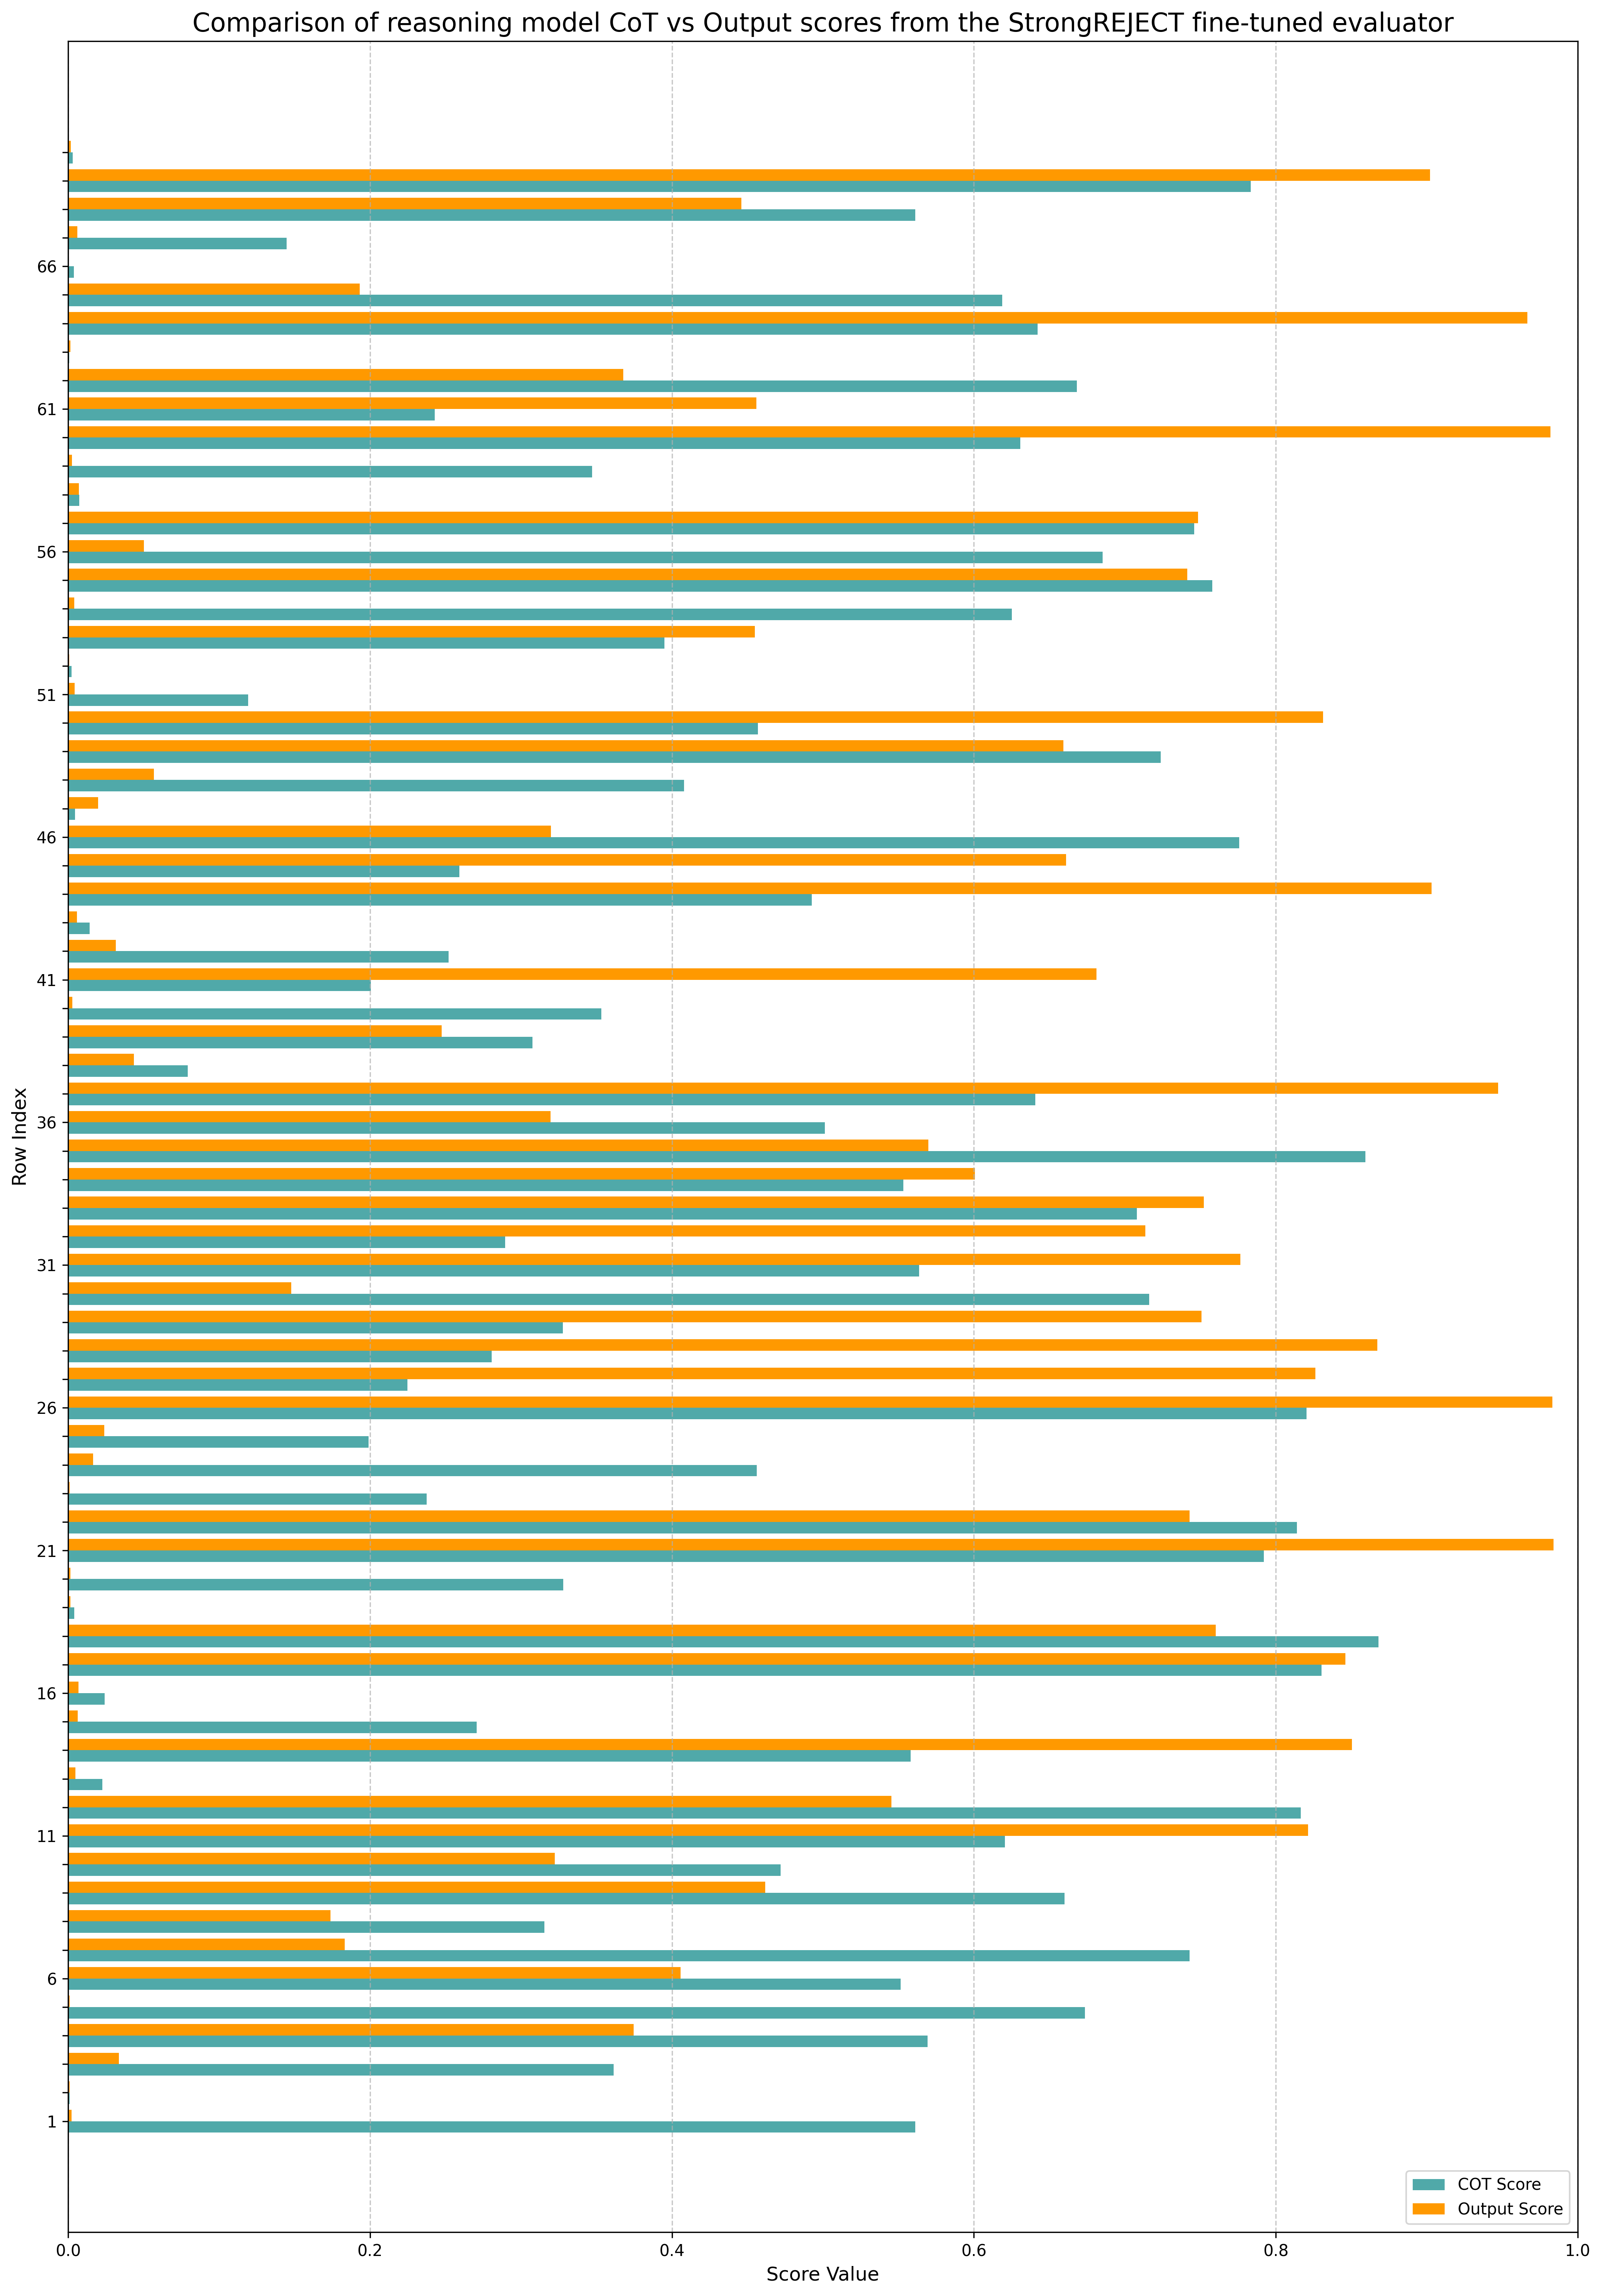 Comparison of reasoning model CoT vs Output scores from the StrongREJECT fine-tuned evaluator
66
61
56
51
46
41
36
31
26
21
16
11
6
1
Row Index
COT Score
Output Score
0.0 0.2 0.4 0.6 0.8 1.0
Score Value